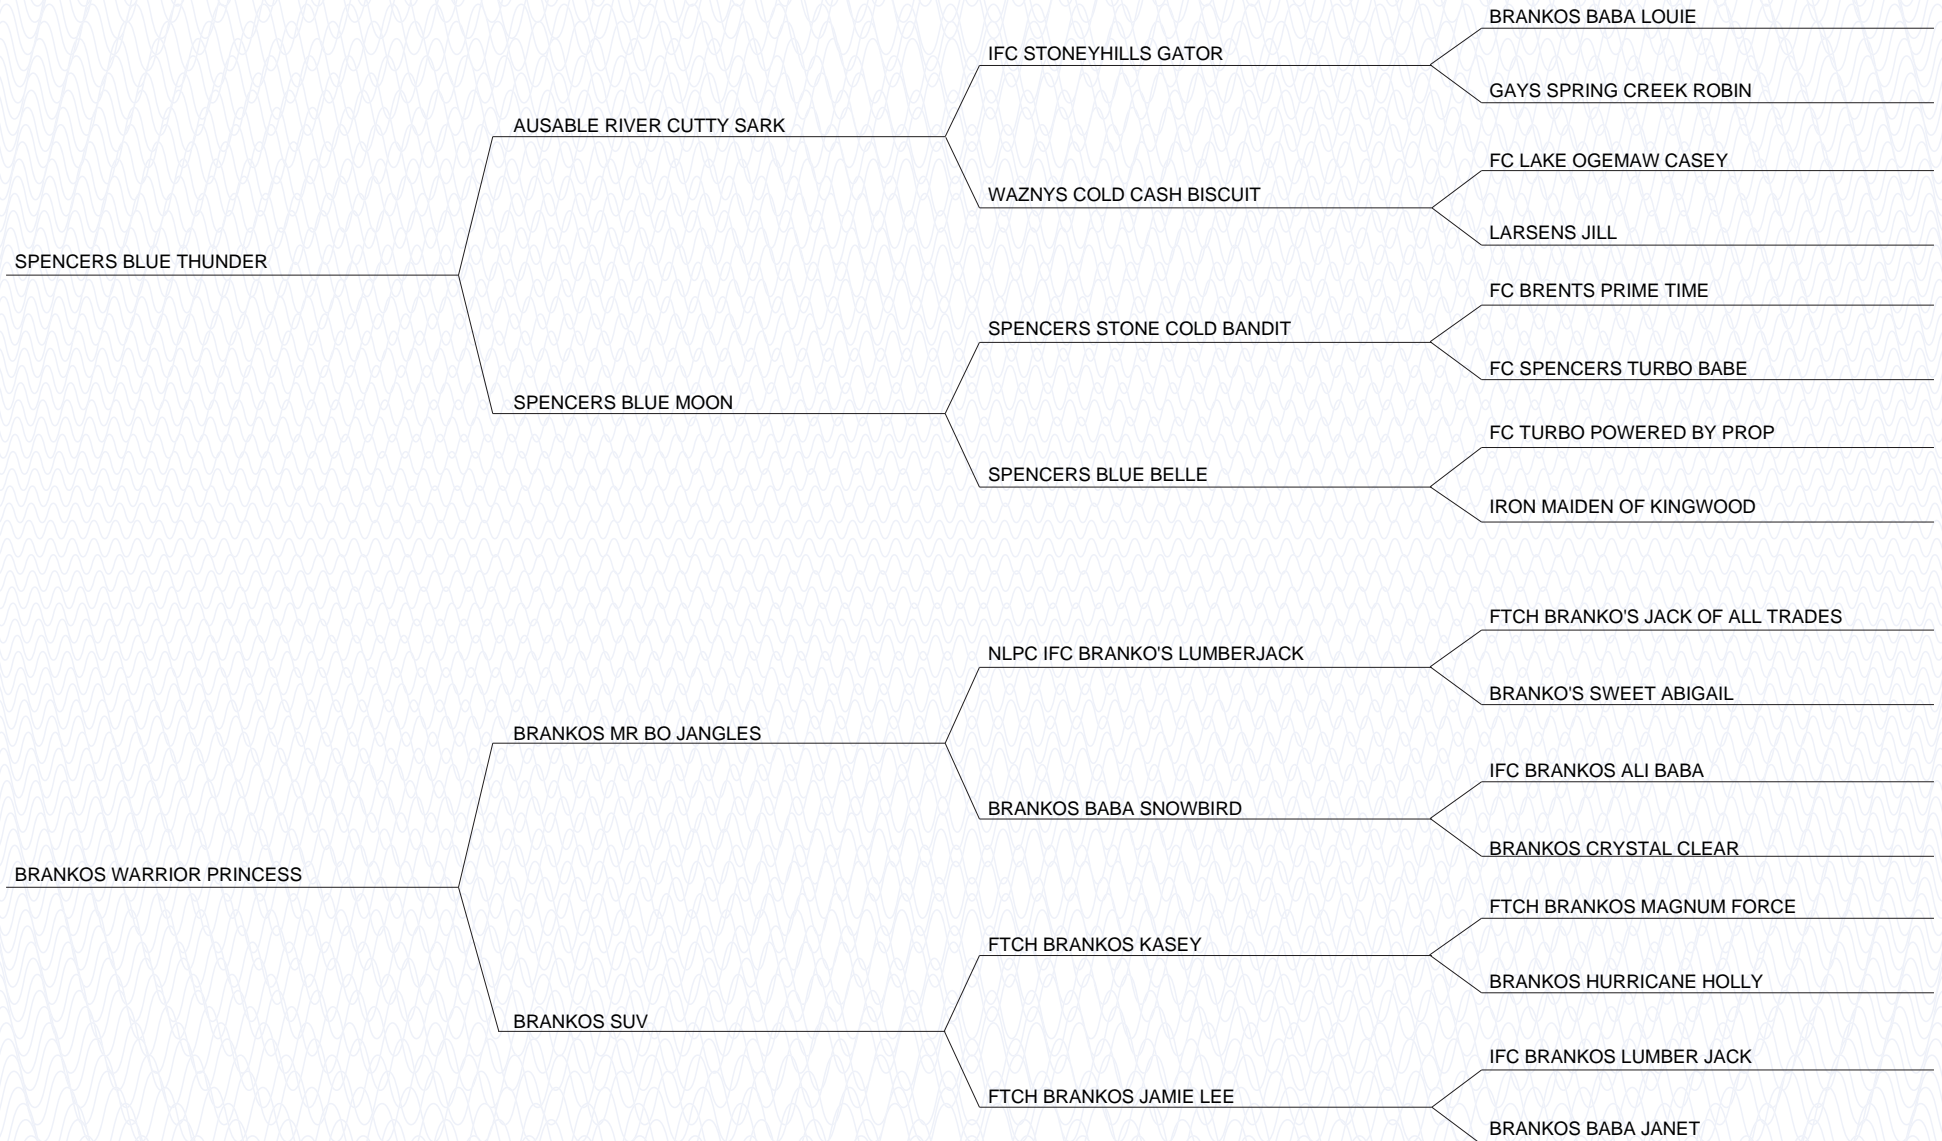 BRANKOS BABA LOUIE
IFC STONEYHILLS GATOR
GAYS SPRING CREEK ROBIN
AUSABLE RIVER CUTTY SARK
FC LAKE OGEMAW CASEY
WAZNYS COLD CASH BISCUIT
LARSENS JILL
SPENCERS BLUE THUNDER
FC BRENTS PRIME TIME
SPENCERS STONE COLD BANDIT
FC SPENCERS TURBO BABE
SPENCERS BLUE MOON
FC TURBO POWERED BY PROP
SPENCERS BLUE BELLE
IRON MAIDEN OF KINGWOOD
FTCH BRANKO'S JACK OF ALL TRADES
NLPC IFC BRANKO'S LUMBERJACK
BRANKO'S SWEET ABIGAIL
BRANKOS MR BO JANGLES
IFC BRANKOS ALI BABA
BRANKOS BABA SNOWBIRD
BRANKOS CRYSTAL CLEAR
BRANKOS WARRIOR PRINCESS
FTCH BRANKOS MAGNUM FORCE
FTCH BRANKOS KASEY
BRANKOS HURRICANE HOLLY
BRANKOS SUV
IFC BRANKOS LUMBER JACK
FTCH BRANKOS JAMIE LEE
BRANKOS BABA JANET